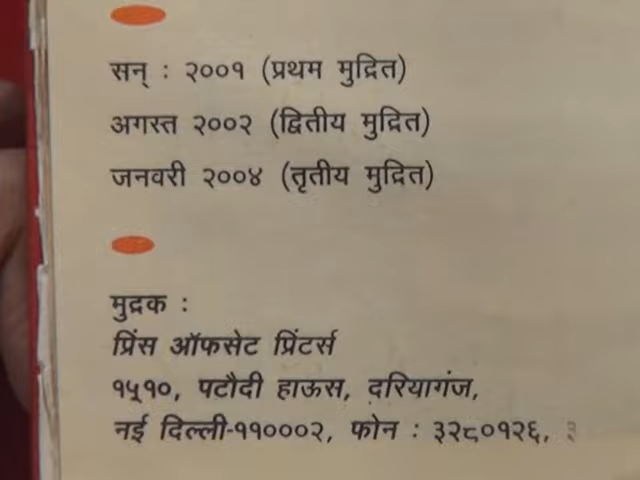 सन् : २००१ (प्रथम मुद्रित)
अगस्त २००२ (द्वितीय मुद्रित)
जनवरी २००४ (तृतीय मुद्रित)
मुद्रक :
प्रिंस ऑफसेट प्रिंटर्स
१५१०, पटौदी हाऊस, दरियागंज,
नई दिल्ली-११०००२, फोन : ३२८०१२६,